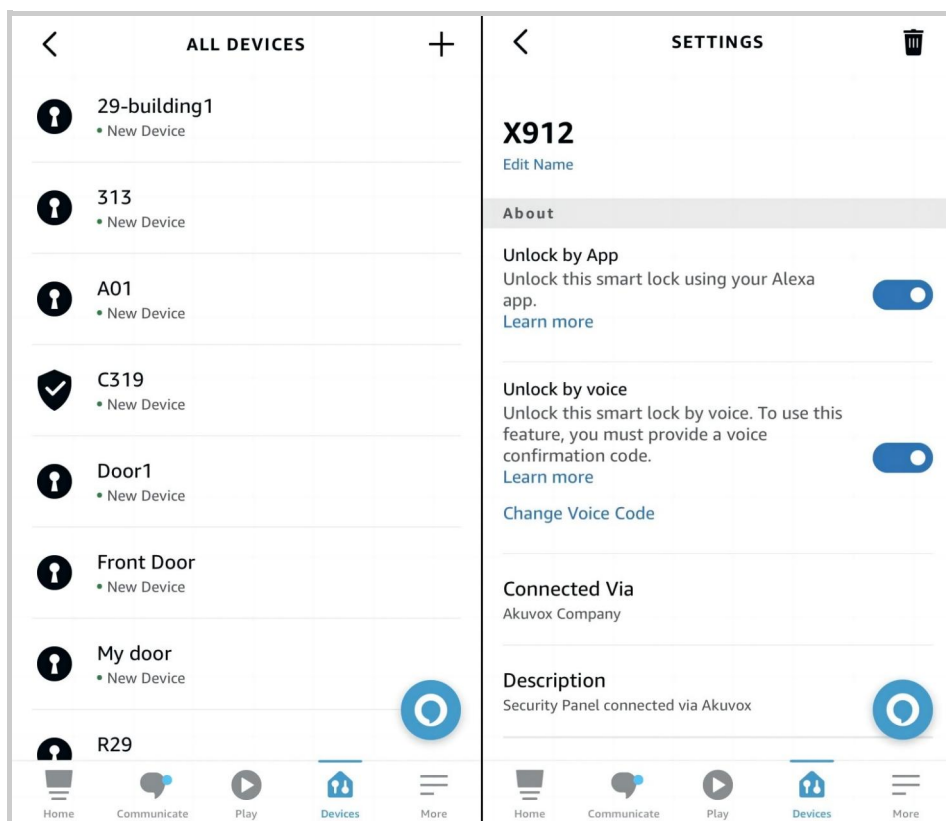 ALL DEVICES
29-building1
• New Device
313
• New Device
A01
• New Device
C319
• New Device
Door1
• New Device
Front Door
• New Device
My door
• New Device
R29
Home
Communicate
Play
Devices
More
SETTINGS
X912
Edit Name
About
Unlock by App
Unlock this smart lock using your Alexa
app.
Learn more
Unlock by voice
Unlock this smart lock by voice. To use this
feature, you must provide a voice
confirmation code.
Learn more
Change Voice Code
Connected Via
Akuvox Company
Description
Security Panel connected via Akuvox
Home
Communicate
Play
Devices
More